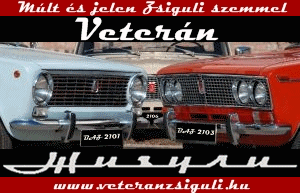 Múlt és jelen Zsiguli szemmel
Veterán
2106
ВАЗ 2101
ВАЗ 2103
Жигули
www.veteranzsiguli.hu